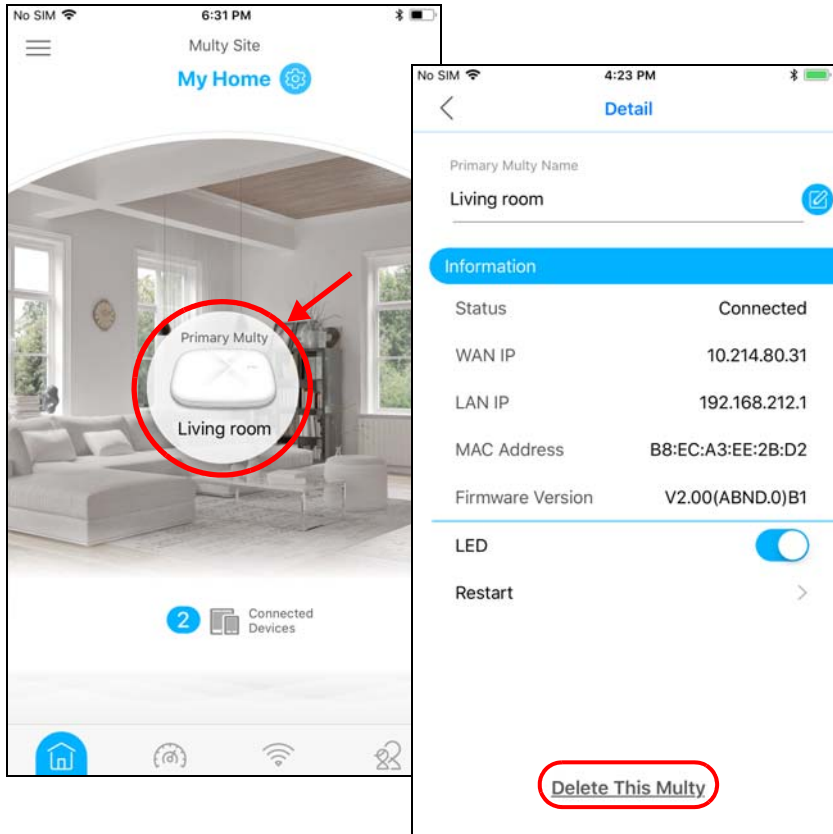 No SIM
6:31 PM
Multy Site
My Home
Primary Multy
Living room
2
Connected
Devices
No SIM
4:23 PM
Detail
Primary Multy Name
Living room
Information
Status Connected
WAN IP 10.214.80.31
LAN IP 192.168.212.1
MAC Address B8:EC:A3:EE:2B:D2
Firmware Version V2.00(ABND.0)B1
LED
Restart
Delete This Multy